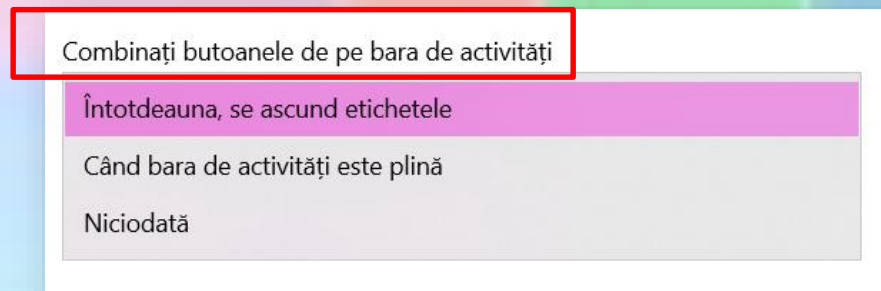 Combinați butoanele de pe bara de activități
Întotdeauna, se ascund etichetele
Când bara de activități este plină
Niciodată